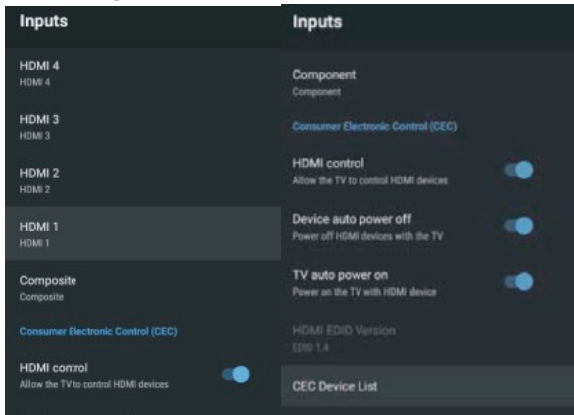 Inputs
HDMI 4
HDMI 4
HDMI 3
HDMI 3
HDMI 2
HDMI 2
HDMI 1
HDMI 1
Composite
Composite
Consumer Electronic Control (CEC)
HDMI control
Allow the TV to control HDMI devices
Inputs
Component
Component
Consumer Electronic Control (CEC)
HDMI control
Allow the TV to control HDMI devices
Device auto power off
Power off HDMI devices with the TV
TV auto power on
Power on the TV with HDMI device
HDMI EDID Version
EDID 1.4
CEC Device List